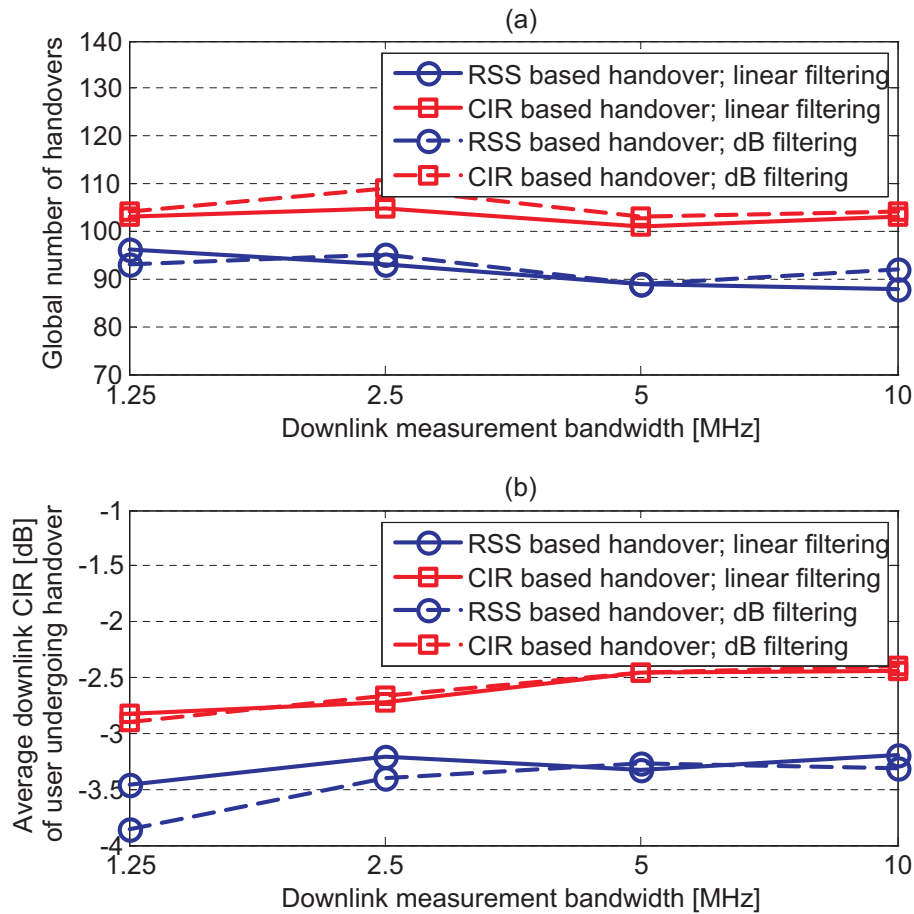 (a)
140
130
120
110
100
90
80
70
1.25
2.5
5
10
Global number of handovers
Downlink measurement bandwidth [MHz]
RSS based handover; linear filtering
CIR based handover; linear filtering
RSS based handover; dB filtering
CIR based handover; dB filtering
(b)
-1
-1.5
-2
-2.5
-3
-3.5
-4
1.25
2.5
5
10
Average downlink CIR [dB]
of user undergoing handover
Downlink measurement bandwidth [MHz]
RSS based handover; linear filtering
CIR based handover; linear filtering
RSS based handover; dB filtering
CIR based handover; dB filtering